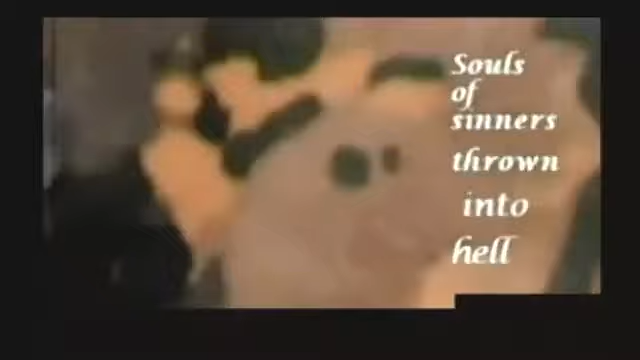 Souls
of
sinners
thrown
into
hell